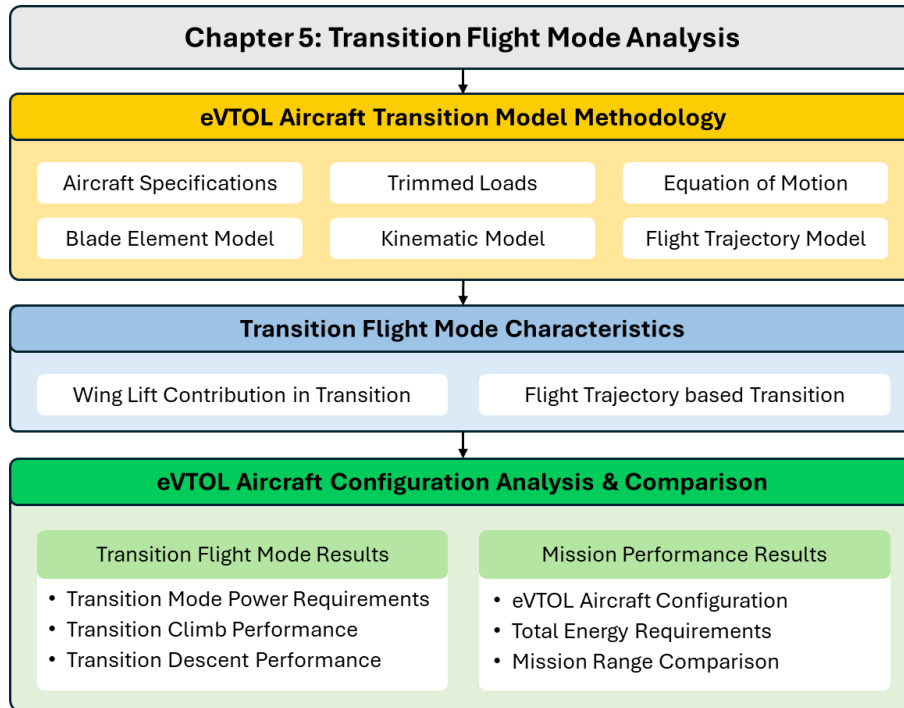 Chapter 5: Transition Flight Mode Analysis
eVTOL Aircraft Transition Model Methodology
Aircraft Specifications
Trimmed Loads
Equation of Motion
Blade Element Model
Kinematic Model
Flight Trajectory Model
Transition Flight Mode Characteristics
Wing Lift Contribution in Transition
Flight Trajectory based Transition
eVTOL Aircraft Configuration Analysis & Comparison
Transition Flight Mode Results
• Transition Mode Power Requirements
• Transition Climb Performance
• Transition Descent Performance
Mission Performance Results
• eVTOL Aircraft Configuration
• Total Energy Requirements
• Mission Range Comparison